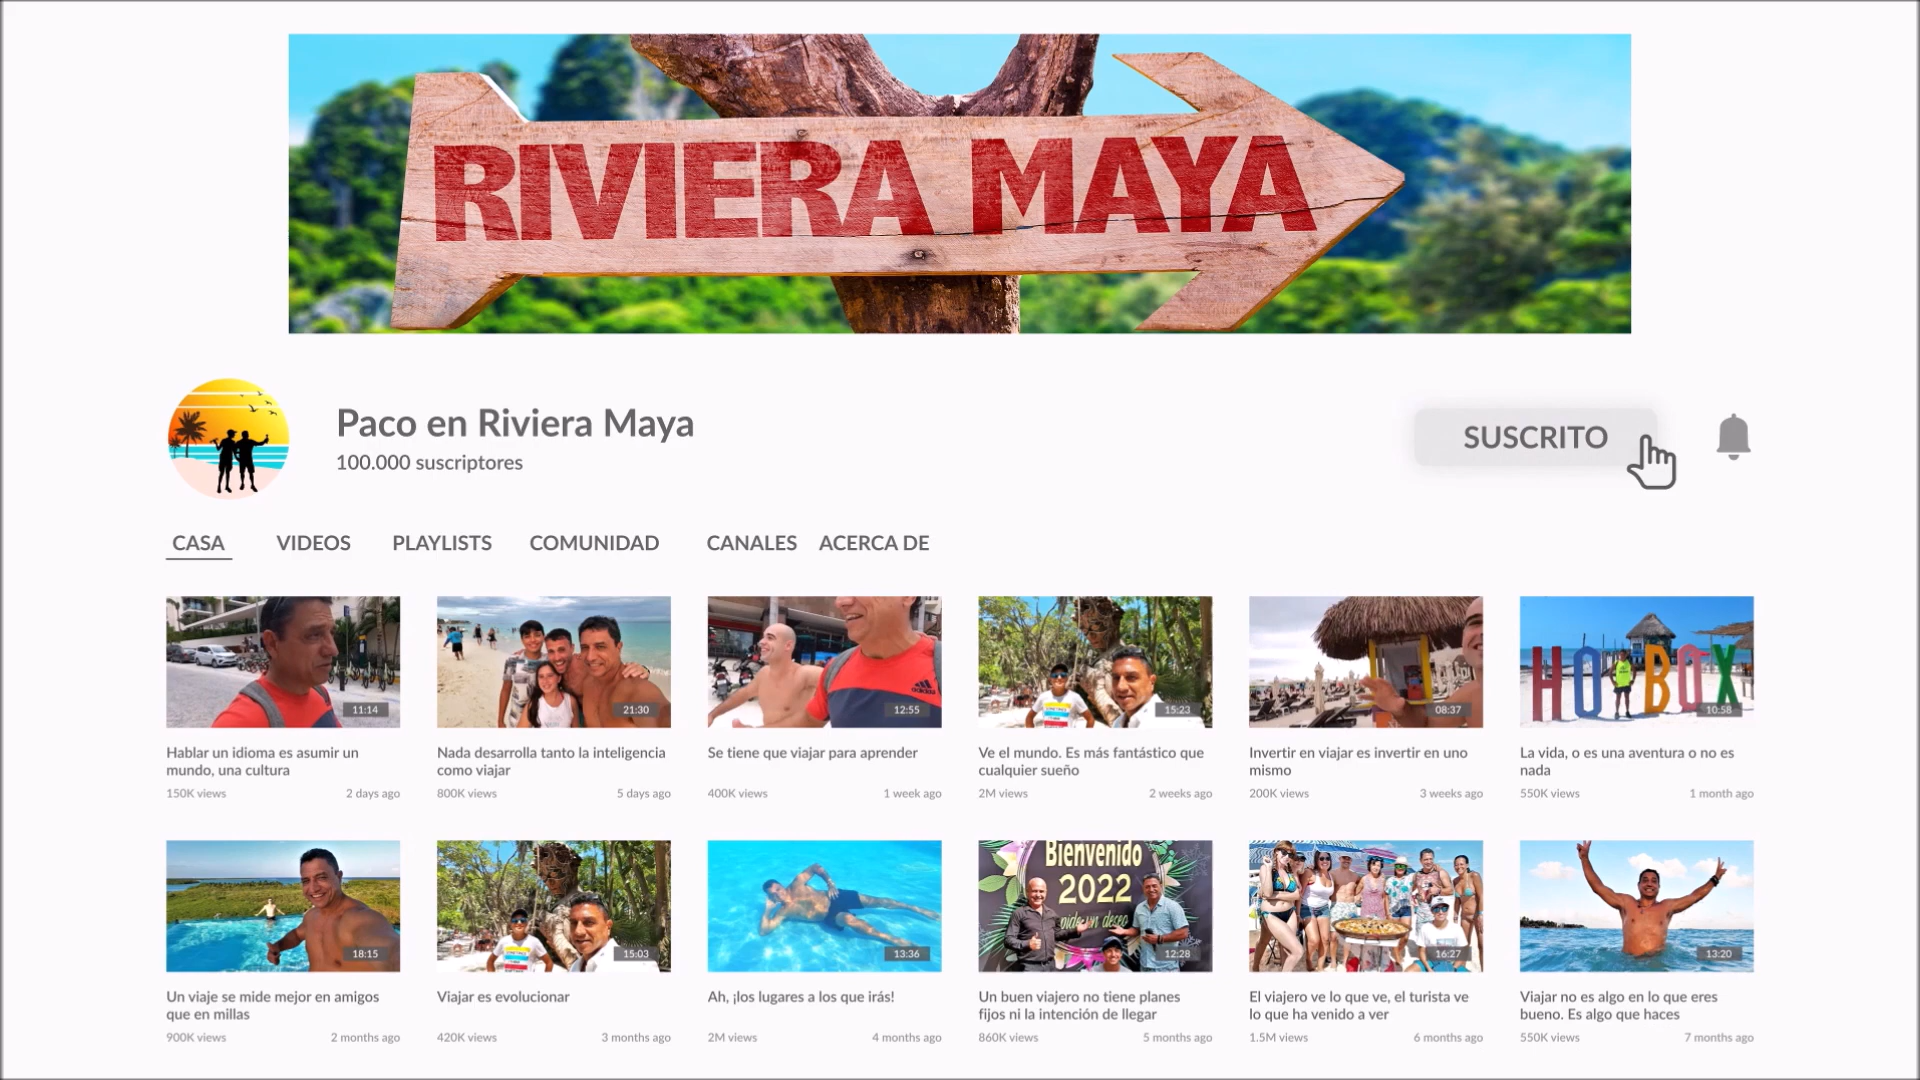 RIVIERA MAYA
Paco en Riviera Maya
100.000 suscriptores
SUSCRITO
CASA VIDEOS PLAYLISTS COMUNIDAD CANALES ACERCA DE
11:14
21:30
adidas
12:55
15:23
08:37
HOLBOX
10:58
Hablar un idioma es asumir un
mundo, una cultura
150K views 2 days ago
Nada desarrolla tanto la inteligencia
como viajar
800K views 5 days ago
Se tiene que viajar para aprender
400K views 1 week ago
Ve el mundo. Es más fantástico que
cualquier sueño
2M views 2 weeks ago
Invertir en viajar es invertir en uno
mismo
200K views 3 weeks ago
La vida, o es una aventura o no es
nada
550K views 1 month ago
18:15
15:03
13:36
Bienvenido
2022
pide un deseo
12:28
16:27
13:20
Un viaje se mide mejor en amigos
que en millas
900K views 2 months ago
Viajar es evolucionar
420K views 3 months ago
Ah, ¡los lugares a los que irás!
2M views 4 months ago
Un buen viajero no tiene planes
fijos ni la intención de llegar
860K views 5 months ago
El viajero ve lo que ve, el turista ve
lo que ha venido a ver
1.5M views 6 months ago
Viajar no es algo en lo que eres
bueno. Es algo que haces
550K views 7 months ago